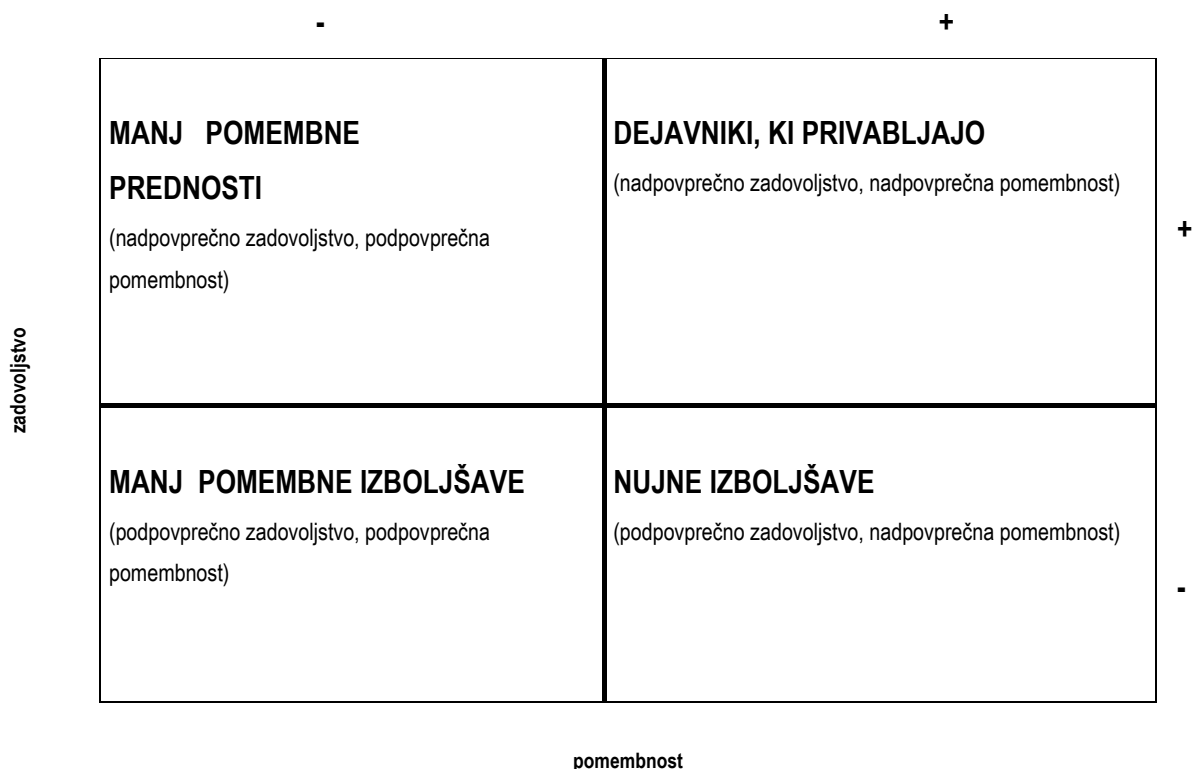 -
+
MANJ POMEMBNE
PREDNOSTI
(nadpovprečno zadovoljstvo, podpovprečna
pomembnost)
DEJAVNIKI, KI PRIVABLJAJO
(nadpovprečno zadovoljstvo, nadpovprečna pomembnost)
+
zadovoljstvo
MANJ POMEMBNE IZBOLJŠAVE
(podpovprečno zadovoljstvo, podpovprečna
pomembnost)
NUJNE IZBOLJŠAVE
(podpovprečno zadovoljstvo, nadpovprečna pomembnost)
-
pomembnost